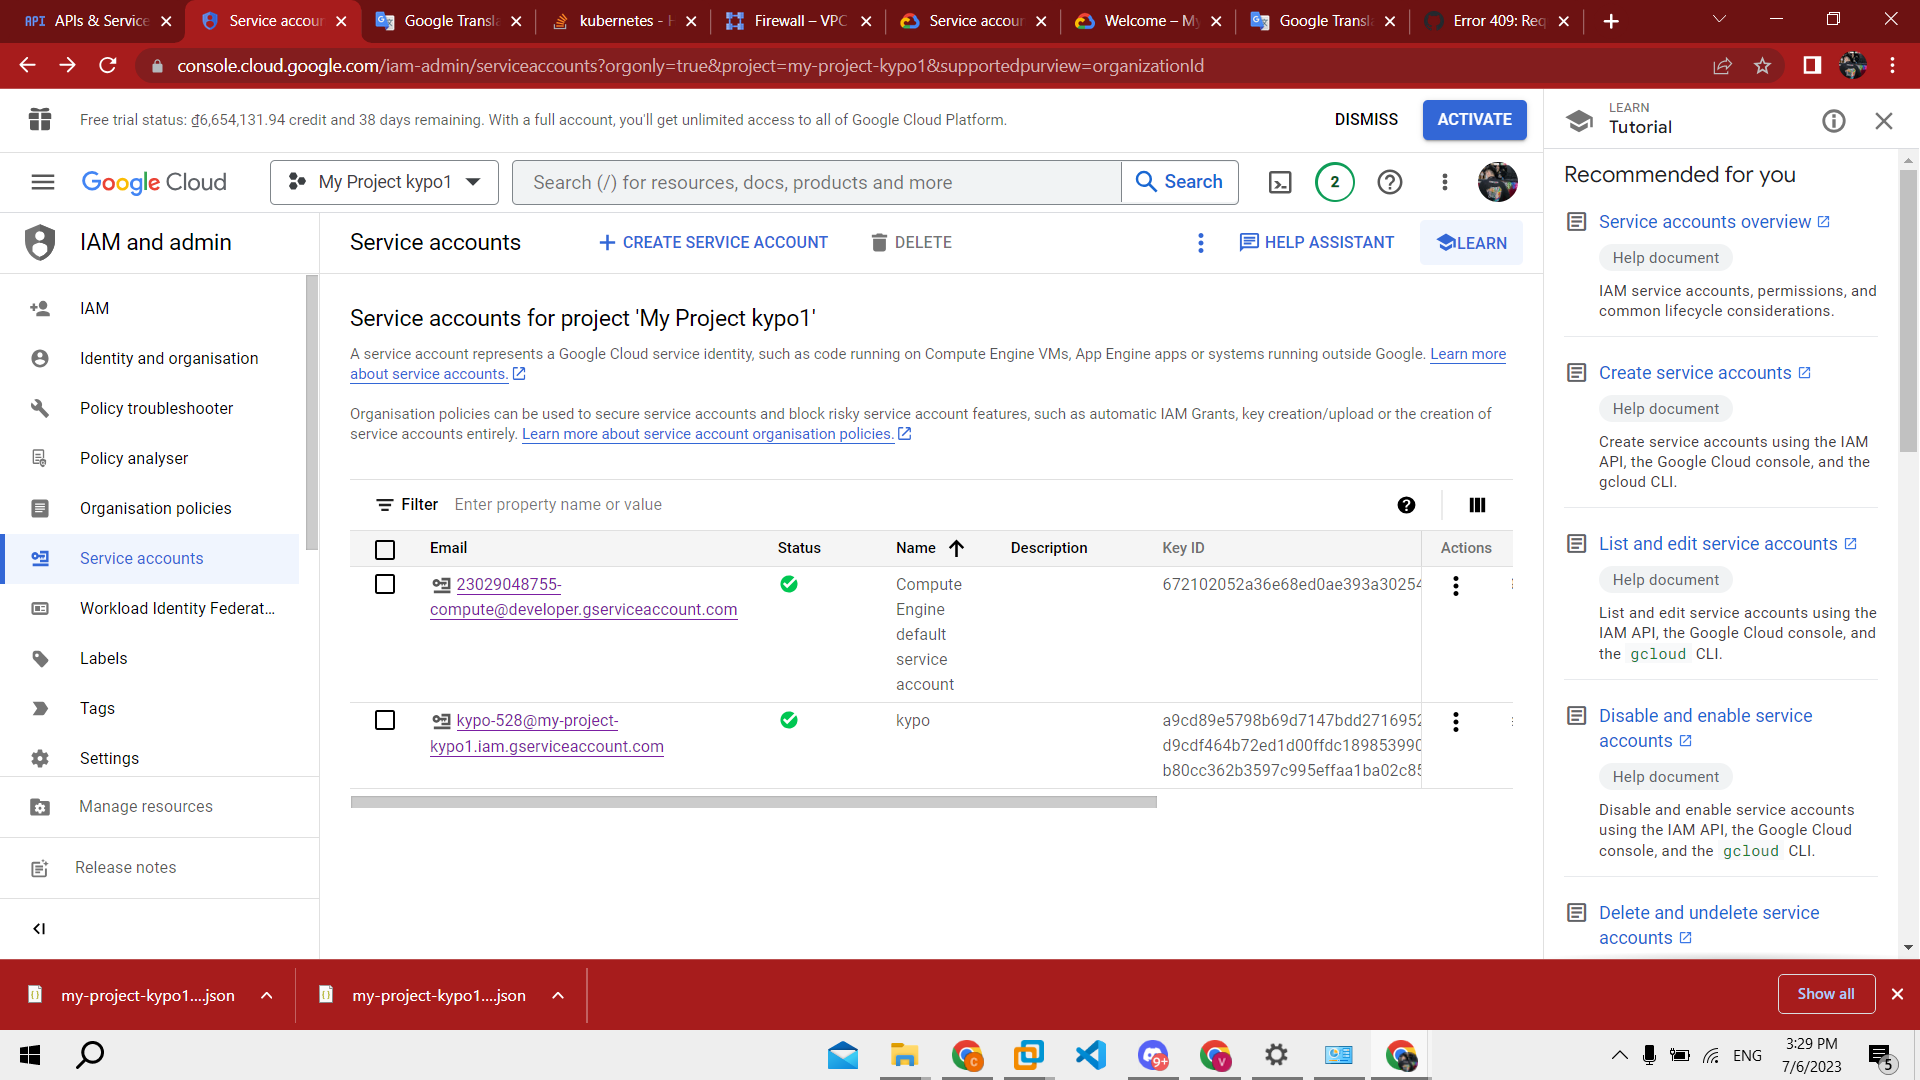 APIs & Service
Service accour
Google Transla
kubernetes - H
Firewall – VPC
Service accour
Welcome – My
Google Transla
Error 409: Req
console.cloud.google.com/iam-admin/serviceaccounts?orgonly=true&project=my-project-kypo1&supportedpurview=organizationId
Free trial status: ₫6,654,131.94 credit and 38 days remaining. With a full account, you'll get unlimited access to all of Google Cloud Platform.
DISMISS
ACTIVATE
LEARN
Tutorial
Google Cloud
My Project kypo1
Search (/) for resources, docs, products and more
Search
2
IAM and admin
Service accounts
CREATE SERVICE ACCOUNT
DELETE
HELP ASSISTANT
LEARN
IAM
Identity and organisation
Policy troubleshooter
Policy analyser
Organisation policies
Service accounts
Workload Identity Federat...
Labels
Tags
Settings
Manage resources
Release notes
Service accounts for project 'My Project kypo1'
A service account represents a Google Cloud service identity, such as code running on Compute Engine VMs, App Engine apps or systems running outside Google. Learn more
about service accounts.
Organisation policies can be used to secure service accounts and block risky service account features, such as automatic IAM Grants, key creation/upload or the creation of
service accounts entirely. Learn more about service account organisation policies.
Filter
Enter property name or value
Email
Status
Name
Description
Key ID
Actions
23029048755-
compute@developer.gserviceaccount.com
Compute
Engine
default
service
account
672102052a36e68ed0ae393a30254
kypo-528@my-project-
kypo1.iam.gserviceaccount.com
kypo
a9cd89e5798b69d7147bdd2716952
d9cdf464b72ed1d00ffdc189853990
b80cc362b3597c995effaa1ba02c85
Recommended for you
Service accounts overview
Help document
IAM service accounts, permissions, and
common lifecycle considerations.
Create service accounts
Help document
Create service accounts using the IAM
API, the Google Cloud console, and the
gcloud CLI.
List and edit service accounts
Help document
List and edit service accounts using the
IAM API, the Google Cloud console, and
the gcloud CLI.
Disable and enable service
accounts
Help document
Disable and enable service accounts
using the IAM API, the Google Cloud
console, and the gcloud CLI.
Delete and undelete service
accounts
my-project-kypo1....json
my-project-kypo1....json
Show all
9+
ENG
3:29 PM
7/6/2023
5